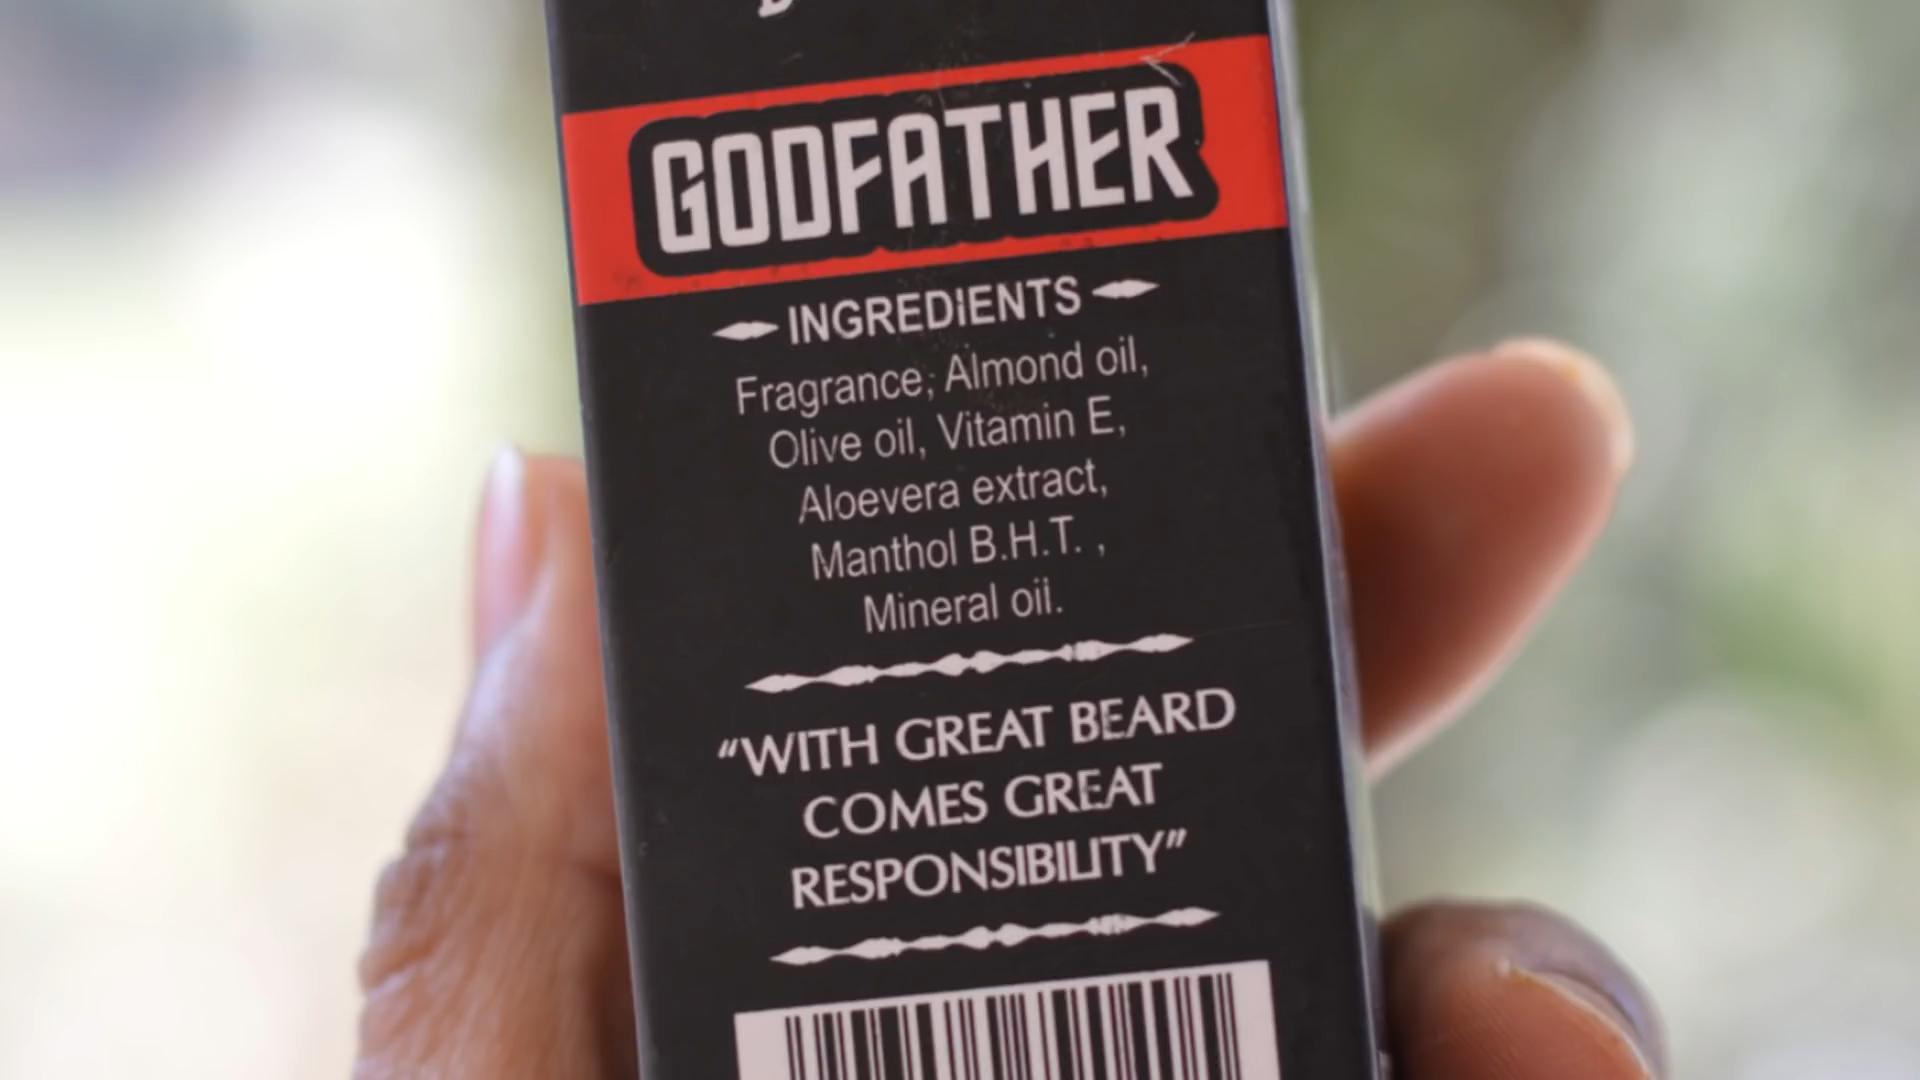 GODFATHER
INGREDIENTS
Fragrance, Almond oil,
Olive oil, Vitamin E,
Aloevera extract,
Manthol B.H.T. ,
Mineral oil.
“WITH GREAT BEARD
COMES GREAT
RESPONSIBILITY”